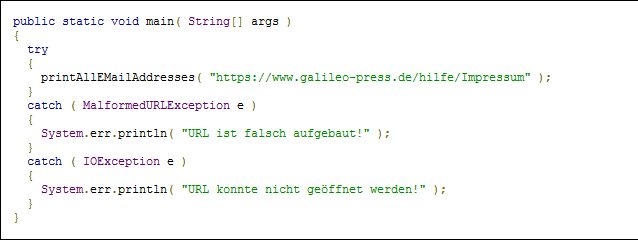 public static void main( String[] args )
{
  try
  {
    printAllEMailAddresses( "https://www.galileo-press.de/hilfe/Impressum" );
  }
  catch ( MalformedURLException e )
  {
    System.err.println( "URL ist falsch aufgebaut!" );
  }
  catch ( IOException e )
  {
    System.err.println( "URL konnte nicht geöffnet werden!" );
  }
}